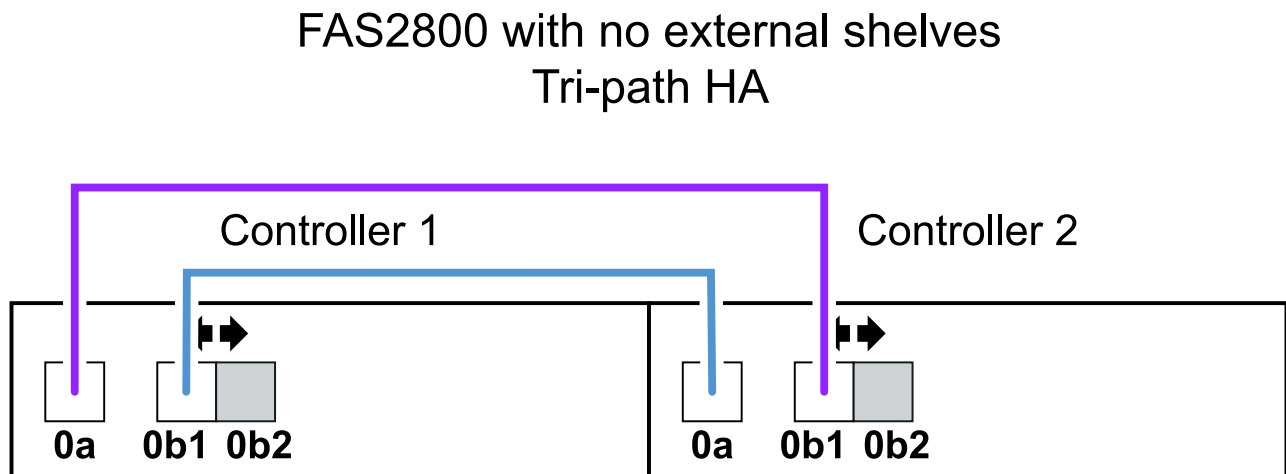 FAS2800 with no external shelves
Tri-path HA
Controller 1 Controller 2
0a 0b1 0b2 0a 0b1 0b2